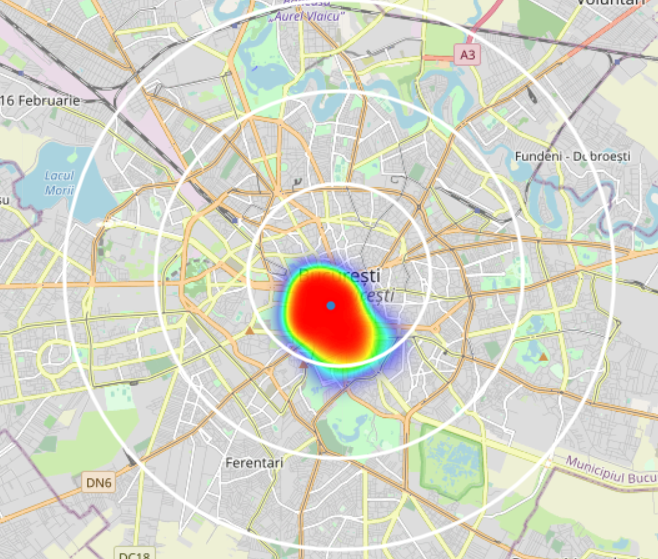 Voluntari
„Aurel Vlaicu”
A3
16 Februarie
Fundeni - Dobroești
Lacul
Morii
București
Ferentari
DN6
Municipiul Bucu
DC18